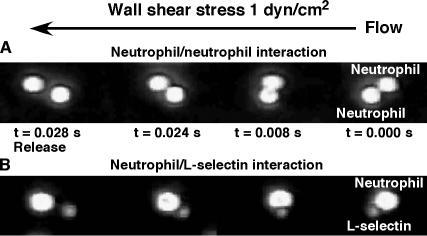 Wall shear stress 1 dyn/cm²
Flow
A
Neutrophil/neutrophil interaction
Neutrophil
Neutrophil
t = 0.028 s t = 0.024 s t = 0.008 s t = 0.000 s
Release
B
Neutrophil/L-selectin interaction
Neutrophil
L-selectin